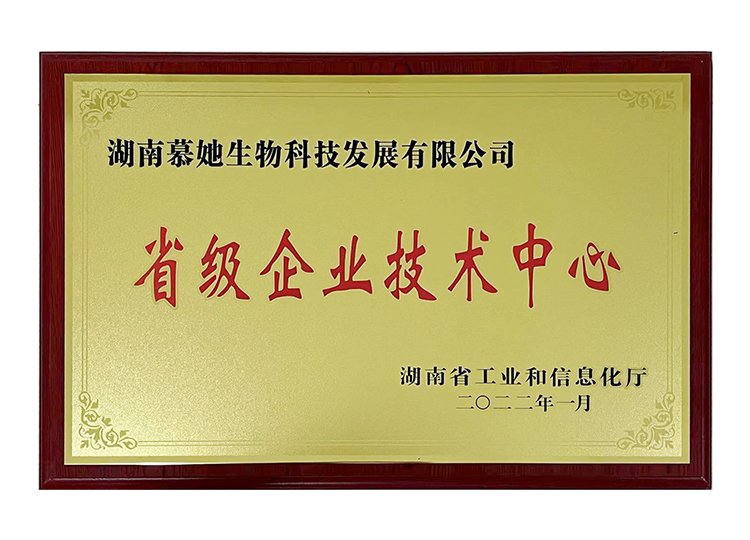 湖南慕她生物科技发展有限公司
省级企业技术中心
湖南省工业和信息化厅
二〇二二年一月